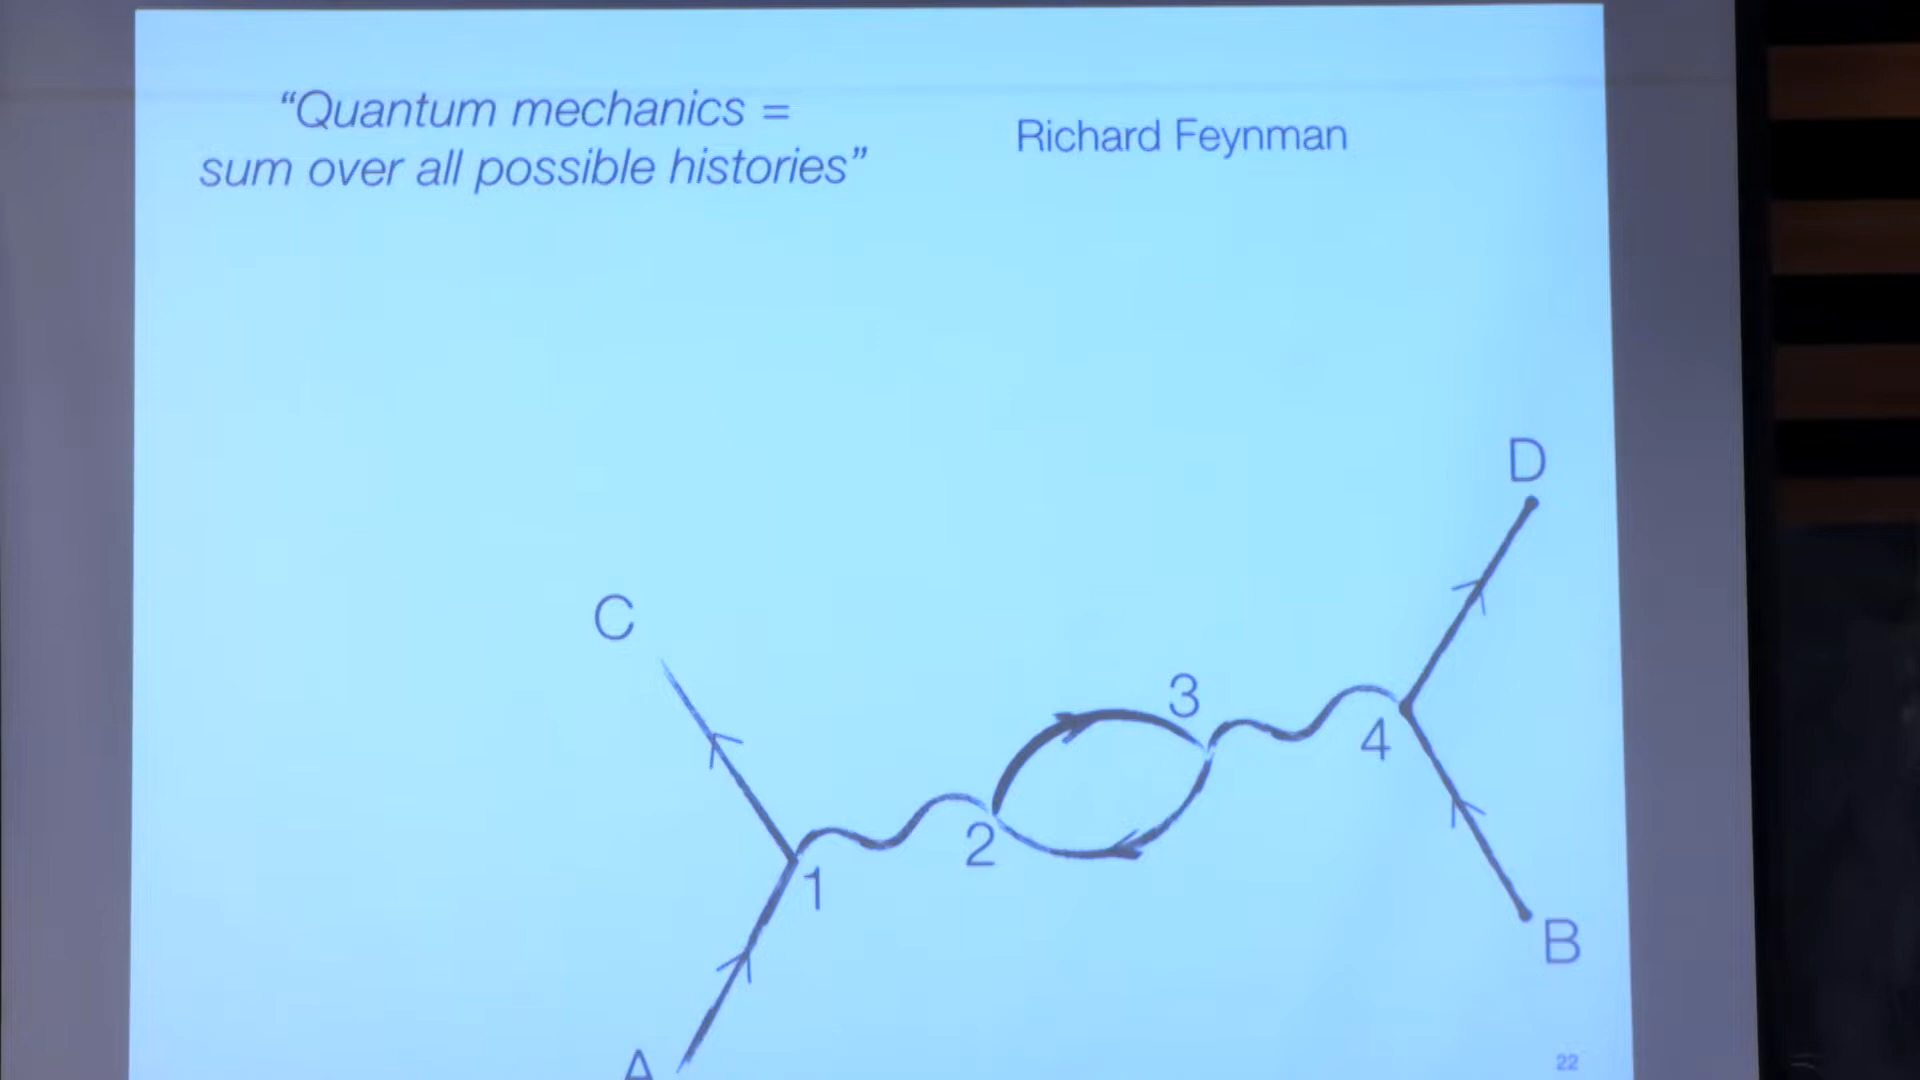 “Quantum mechanics =
sum over all possible histories”
Richard Feynman
D
C
3
4
2
1
B
A
22